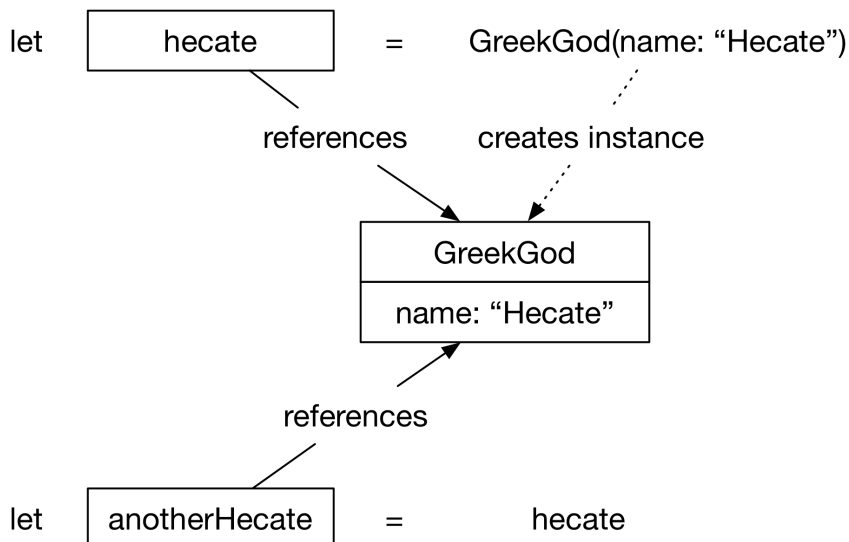 let hecate = GreekGod(name: “Hecate”)
references creates instance
GreekGod
name: “Hecate”
references
let anotherHecate = hecate